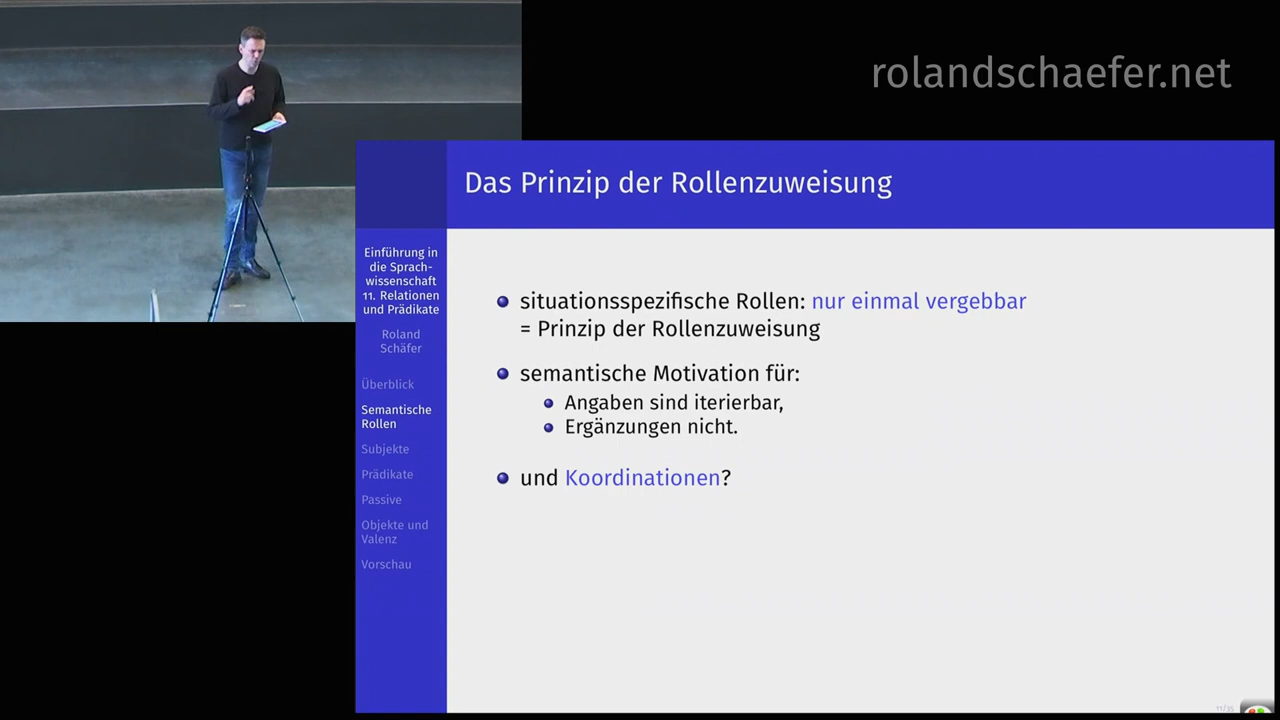 rolandschaefer.net
Das Prinzip der Rollenzuweisung
Einführung in
die Sprach-
wissenschaft
11. Relationen
und Prädikate
Roland
Schäfer
Überblick
Semantische
Rollen
Subjekte
Prädikate
Passive
Objekte und
Valenz
Vorschau
situationsspezifische Rollen: nur einmal vergebbar
= Prinzip der Rollenzuweisung
semantische Motivation für:
Angaben sind iterierbar,
Ergänzungen nicht.
und Koordinationen?